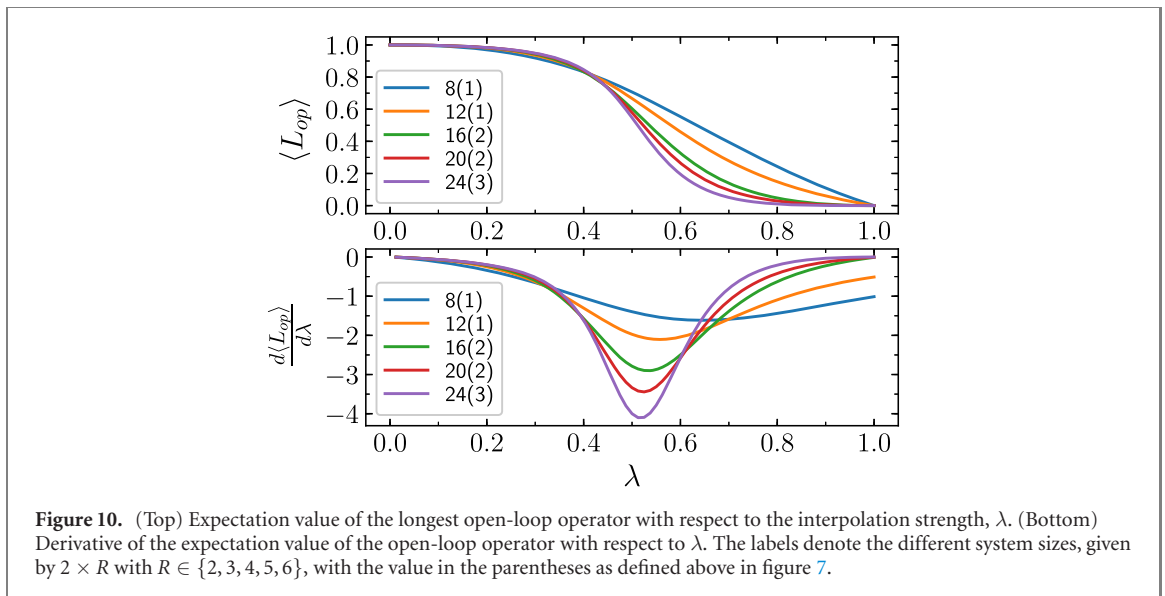 1.0
0.8
0.6
0.4
0.2
0.0
⟨L_{op}⟩
8(1)
12(1)
16(2)
20(2)
24(3)
0.0 0.2 0.4 0.6 0.8 1.0
0
−1
−2
−3
−4
d⟨L_{op}⟩
dλ
8(1)
12(1)
16(2)
20(2)
24(3)
0.0 0.2 0.4 0.6 0.8 1.0
λ
Figure 10. (Top) Expectation value of the longest open-loop operator with respect to the interpolation strength, λ. (Bottom)
Derivative of the expectation value of the open-loop operator with respect to λ. The labels denote the different system sizes, given
by 2 × R with R ∈ {2, 3, 4, 5, 6}, with the value in the parentheses as defined above in figure 7.